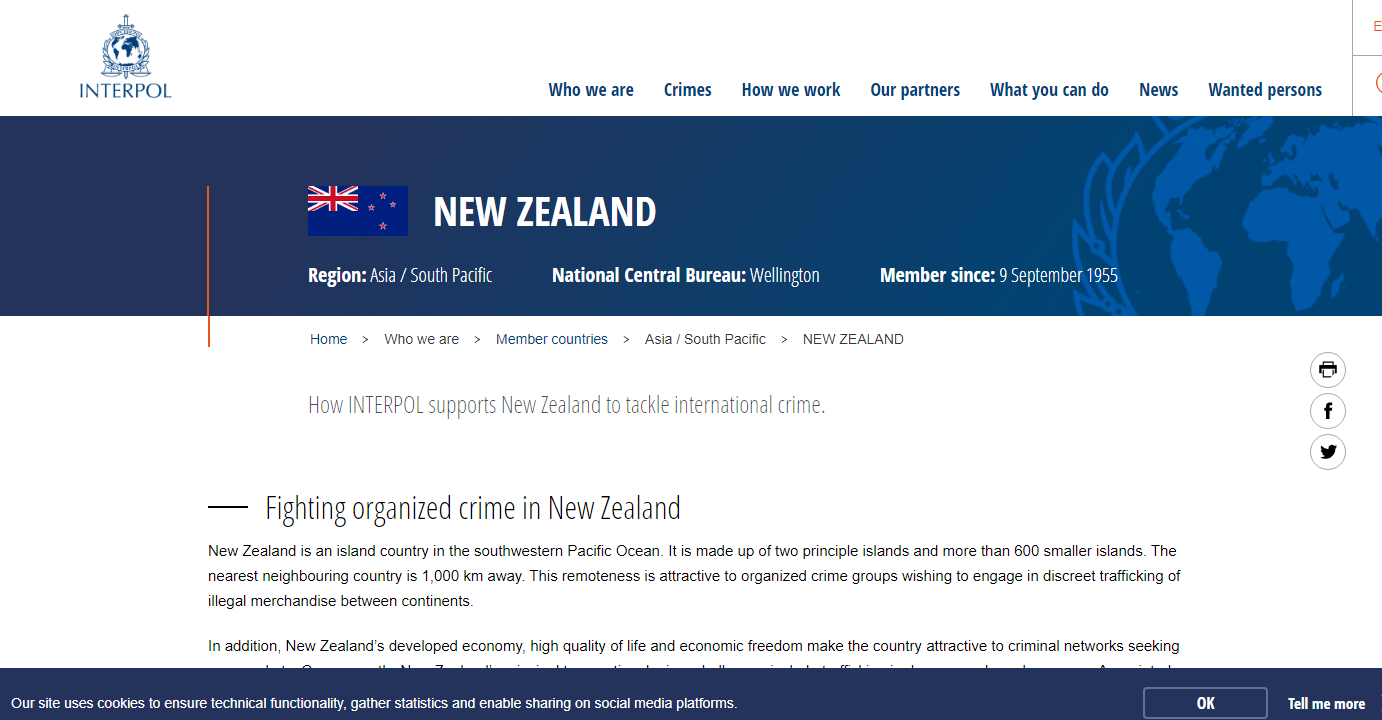 INTERPOL
E
Who we are Crimes How we work Our partners What you can do News Wanted persons
NEW ZEALAND
Region: Asia / South Pacific National Central Bureau: Wellington Member since: 9 September 1955
Home > Who we are > Member countries > Asia / South Pacific > NEW ZEALAND
How INTERPOL supports New Zealand to tackle international crime.
Fighting organized crime in New Zealand
New Zealand is an island country in the southwestern Pacific Ocean. It is made up of two principle islands and more than 600 smaller islands. The
nearest neighbouring country is 1,000 km away. This remoteness is attractive to organized crime groups wishing to engage in discreet trafficking of
illegal merchandise between continents.
In addition, New Zealand's developed economy, high quality of life and economic freedom make the country attractive to criminal networks seeking
Our site uses cookies to ensure technical functionality, gather statistics and enable sharing on social media platforms. OK Tell me more